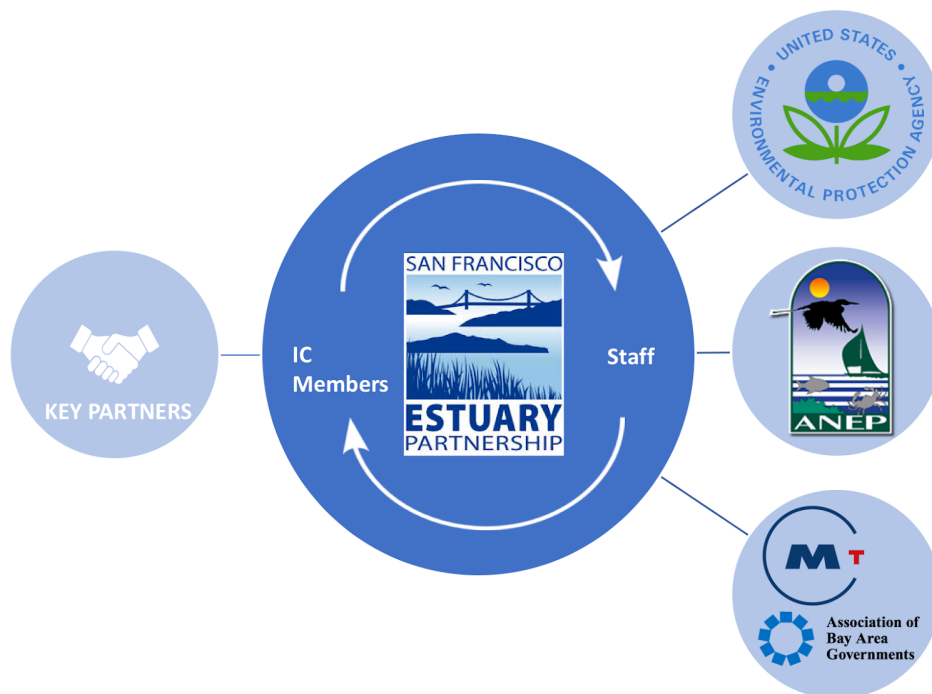 UNITED STATES
ENVIRONMENTAL PROTECTION AGENCY
SAN FRANCISCO
ESTUARY
PARTNERSHIP
IC
Members
Staff
KEY PARTNERS
ANEP
M T
Association of
Bay Area
Governments